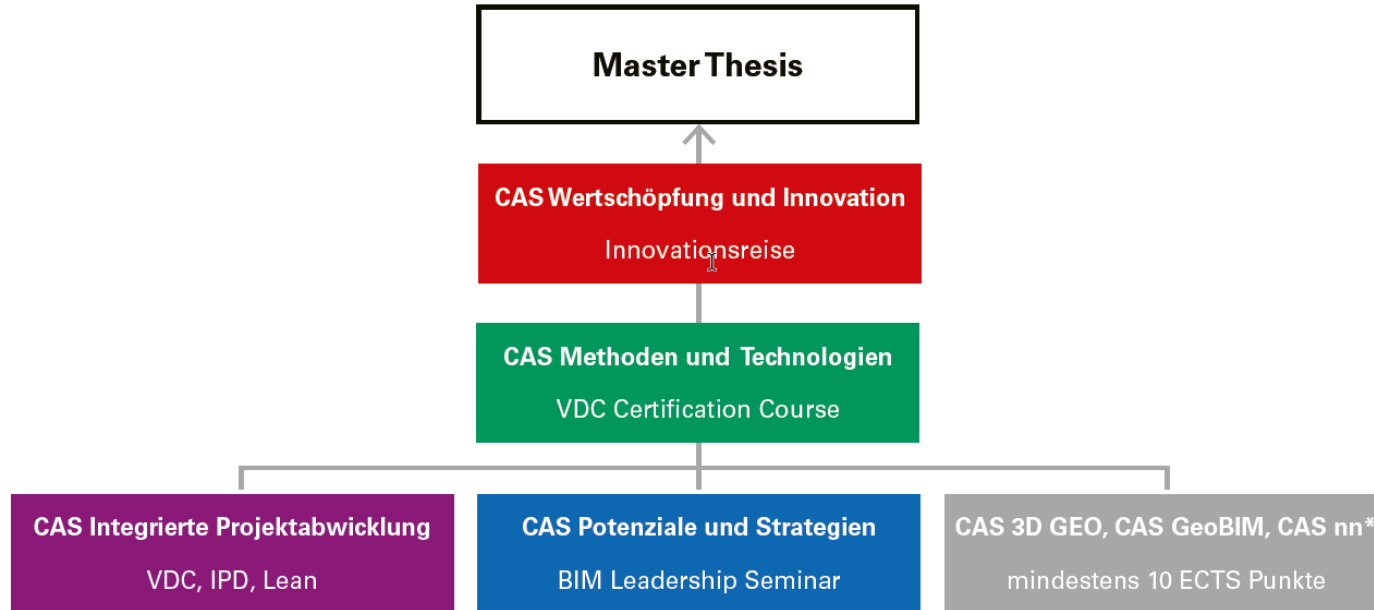 Master Thesis
CAS Wertschöpfung und Innovation
Innovationsreise
CAS Methoden und Technologien
VDC Certification Course
CAS Integrierte Projektabwicklung
VDC, IPD, Lean
CAS Potenziale und Strategien
BIM Leadership Seminar
CAS 3D GEO, CAS GeoBIM, CAS nn*
mindestens 10 ECTS Punkte